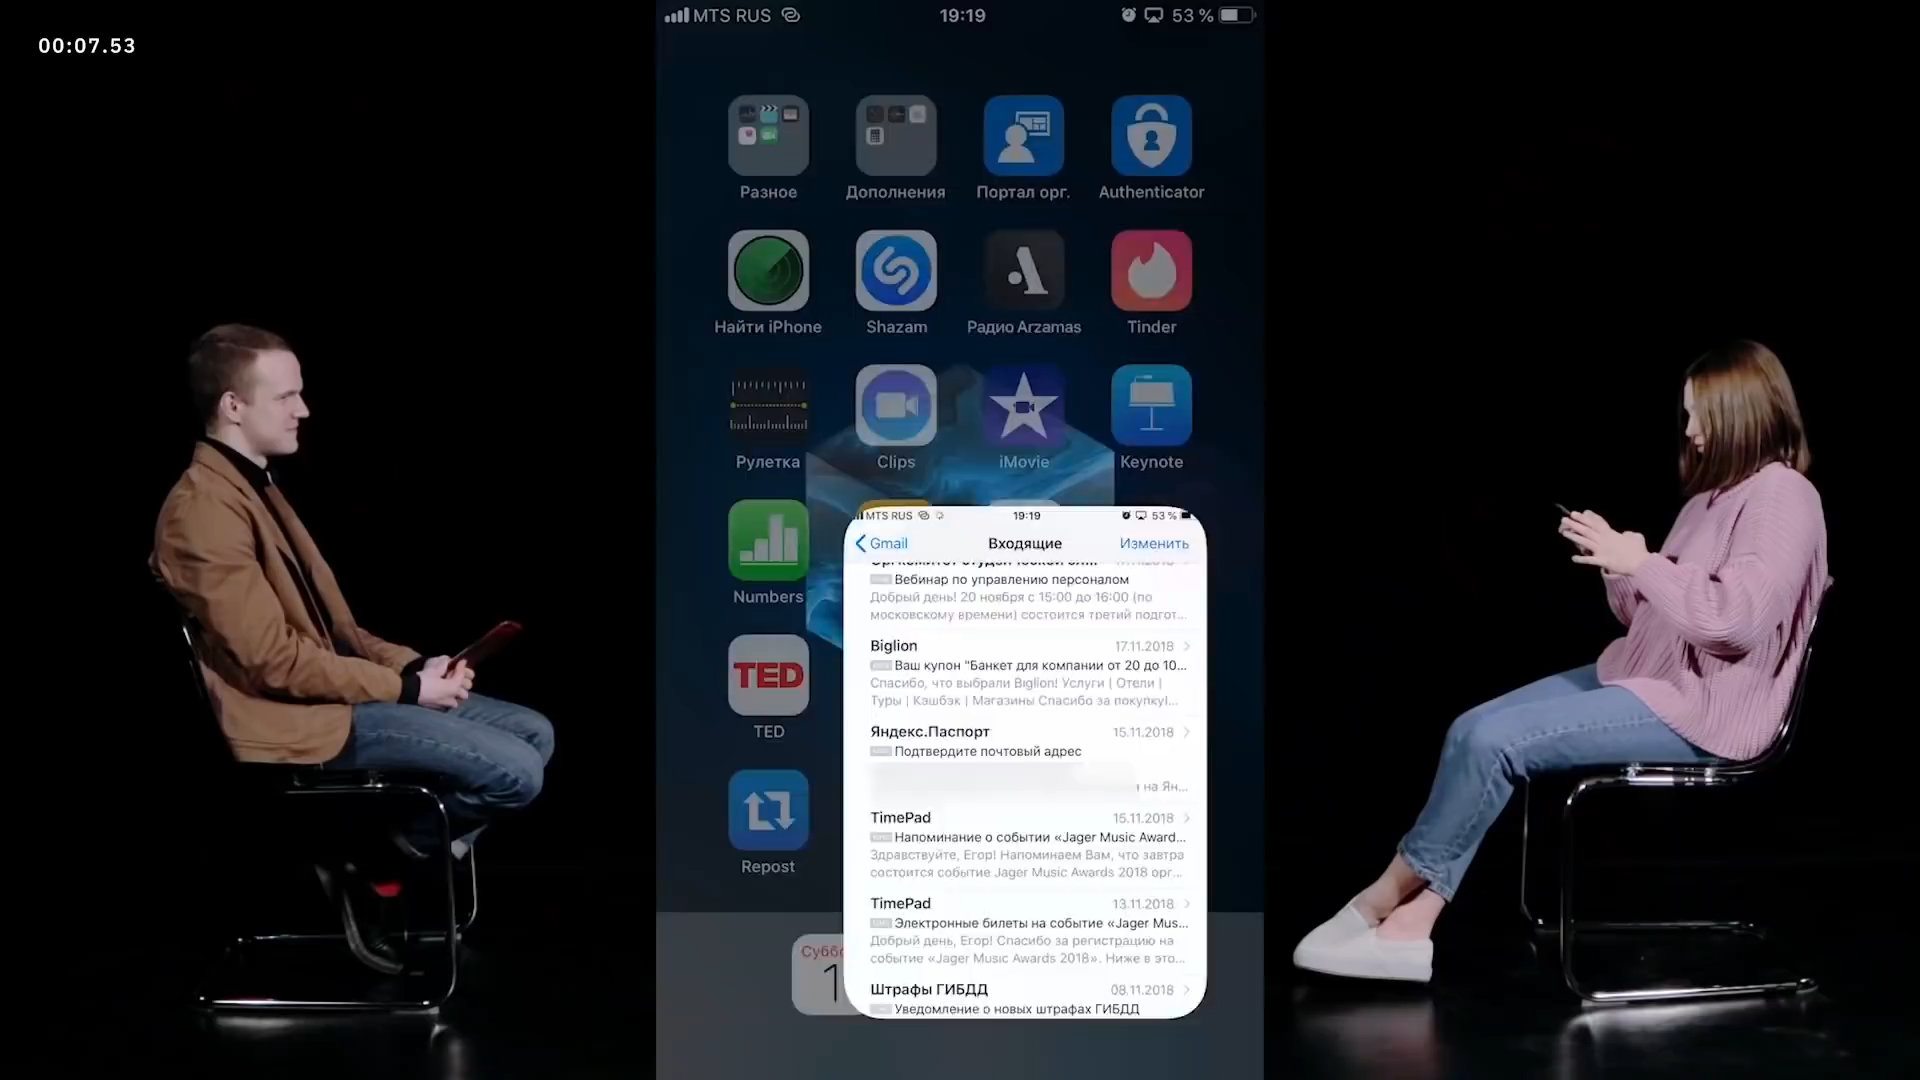 00:07.53
MTS RUS
19:19
53 %
Разное
Дополнения
Портал орг.
Authenticator
Найти iPhone
Shazam
Радио Arzamas
Tinder
Рулетка
Clips
iMovie
Keynote
Numbers
TED
TED
Repost
MTS RUS
19:19
53 %
Gmail
Входящие
Изменить
Вебинар по управлению персоналом
Добрый день! 20 ноября с 15:00 до 16:00 (по
московскому времени) состоится третий подгот...
Biglion
17.11.2018
Ваш купон "Банкет для компании от 20 до 10...
Спасибо, что выбрали Biglion! Услуги | Отели |
Туры | Кэшбэк | Магазины Спасибо за покупку!...
Яндекс.Паспорт
15.11.2018
Подтвердите почтовый адрес
на Ян...
TimePad
15.11.2018
Напоминание о событии «Jager Music Award...
Здравствуйте, Егор! Напоминаем Вам, что завтра
состоится событие Jager Music Awards 2018 орг...
TimePad
13.11.2018
Электронные билеты на событие «Jager Mus...
Добрый день, Егор! Спасибо за регистрацию на
событие «Jager Music Awards 2018». Ниже в это...
Штрафы ГИБДД
08.11.2018
Уведомление о новых штрафах ГИБДД
Суббо
1